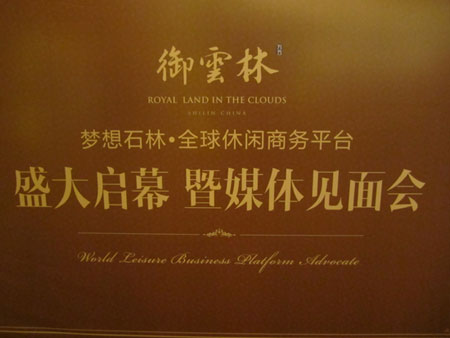 御雲林
ROYAL LAND IN THE CLOUDS
SHILIN CHINA
梦想石林•全球休闲商务平台
盛大启幕 暨媒体见面会
World Leisure Business Platform Advocate